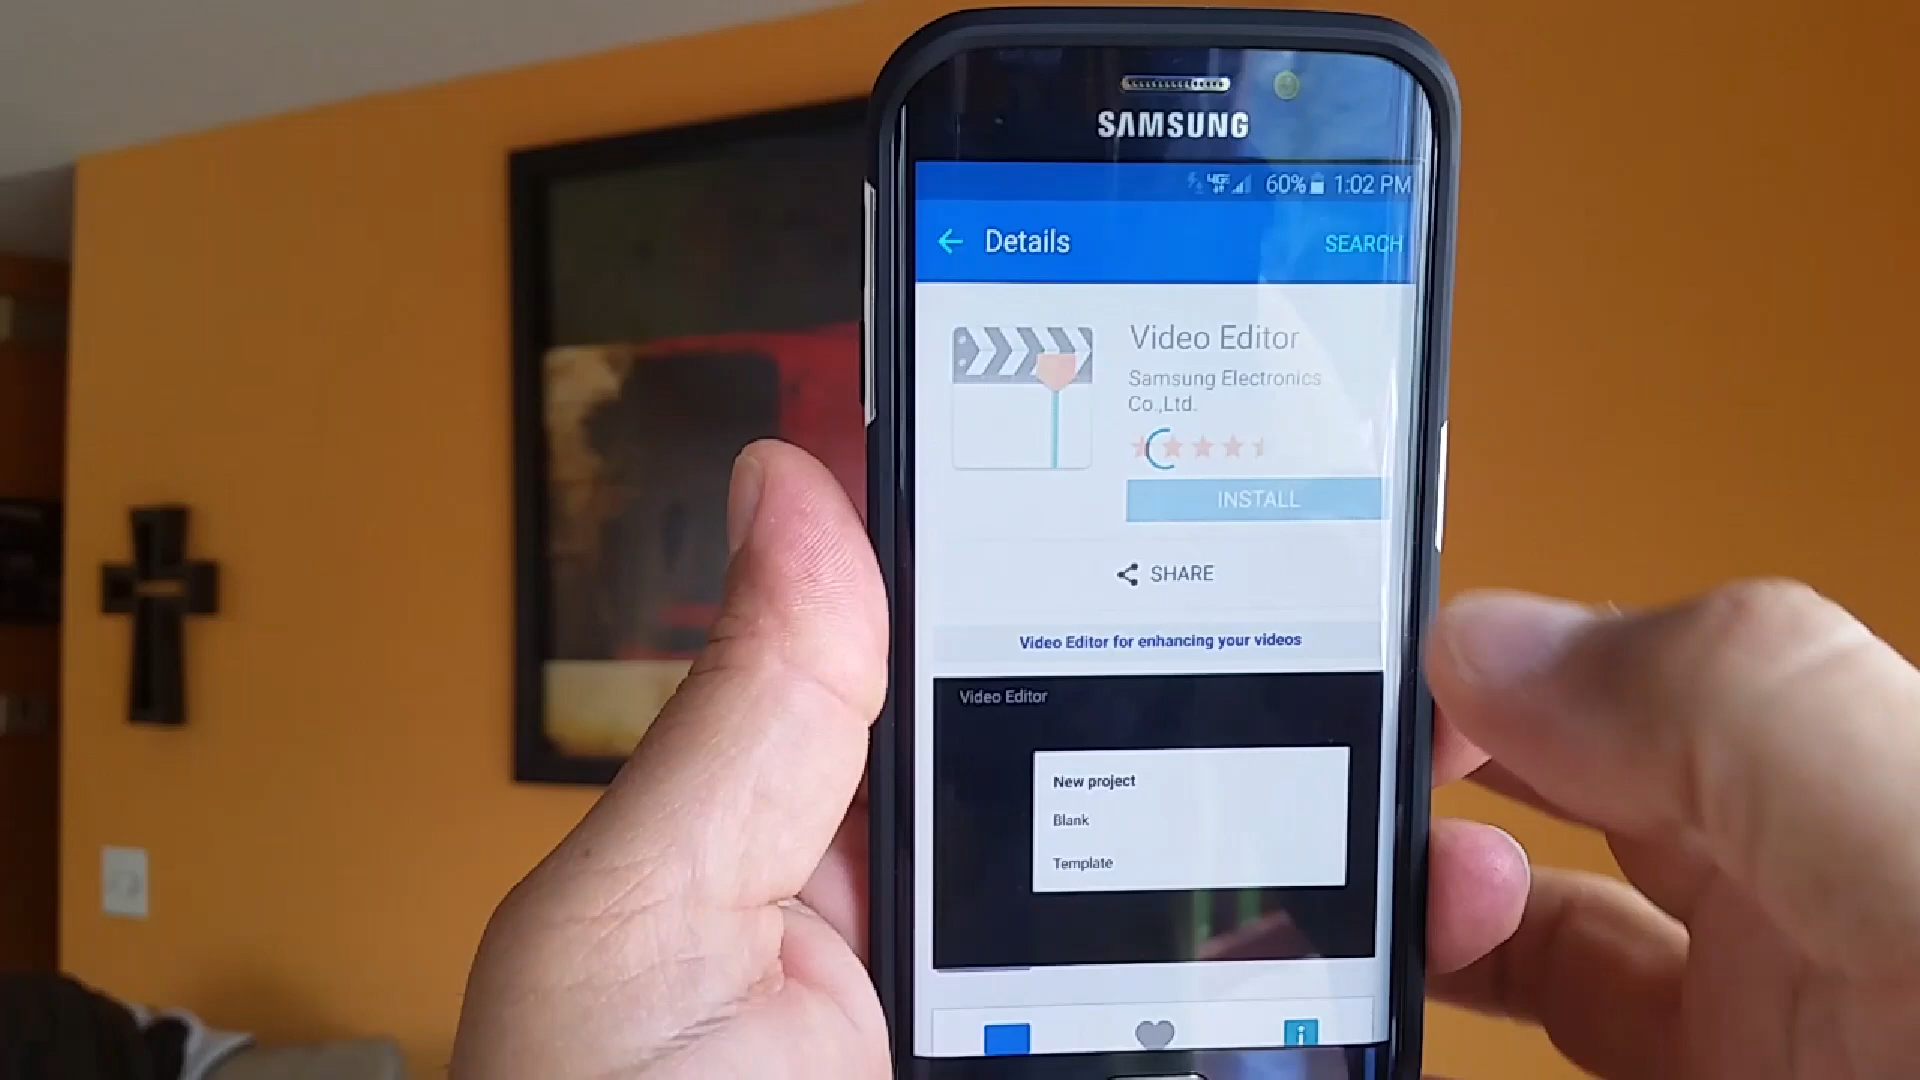 SAMSUNG
4G 60% 1:02 PM
Details SEARCH
Video Editor
Samsung Electronics
Co.,Ltd.
INSTALL
SHARE
Video Editor for enhancing your videos
Video Editor
New project
Blank
Template
i